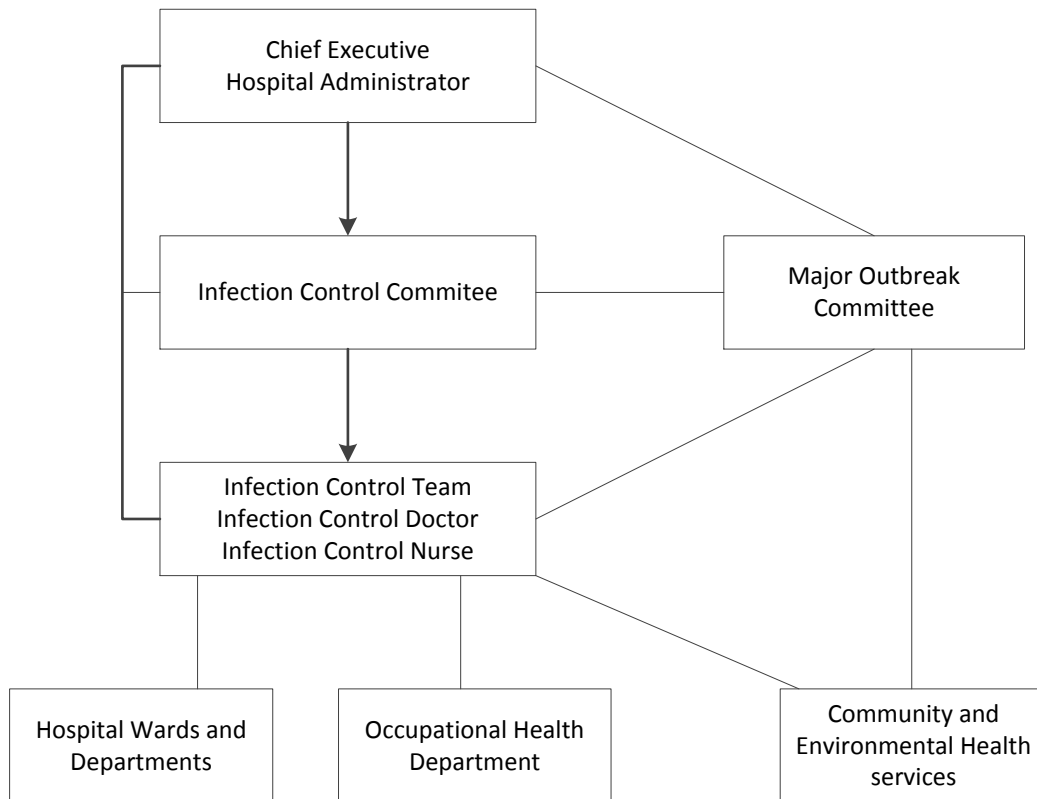 Chief Executive
Hospital Administrator
Infection Control Commitee
Major Outbreak
Committee
Infection Control Team
Infection Control Doctor
Infection Control Nurse
Hospital Wards and
Departments
Occupational Health
Department
Community and
Environmental Health
services